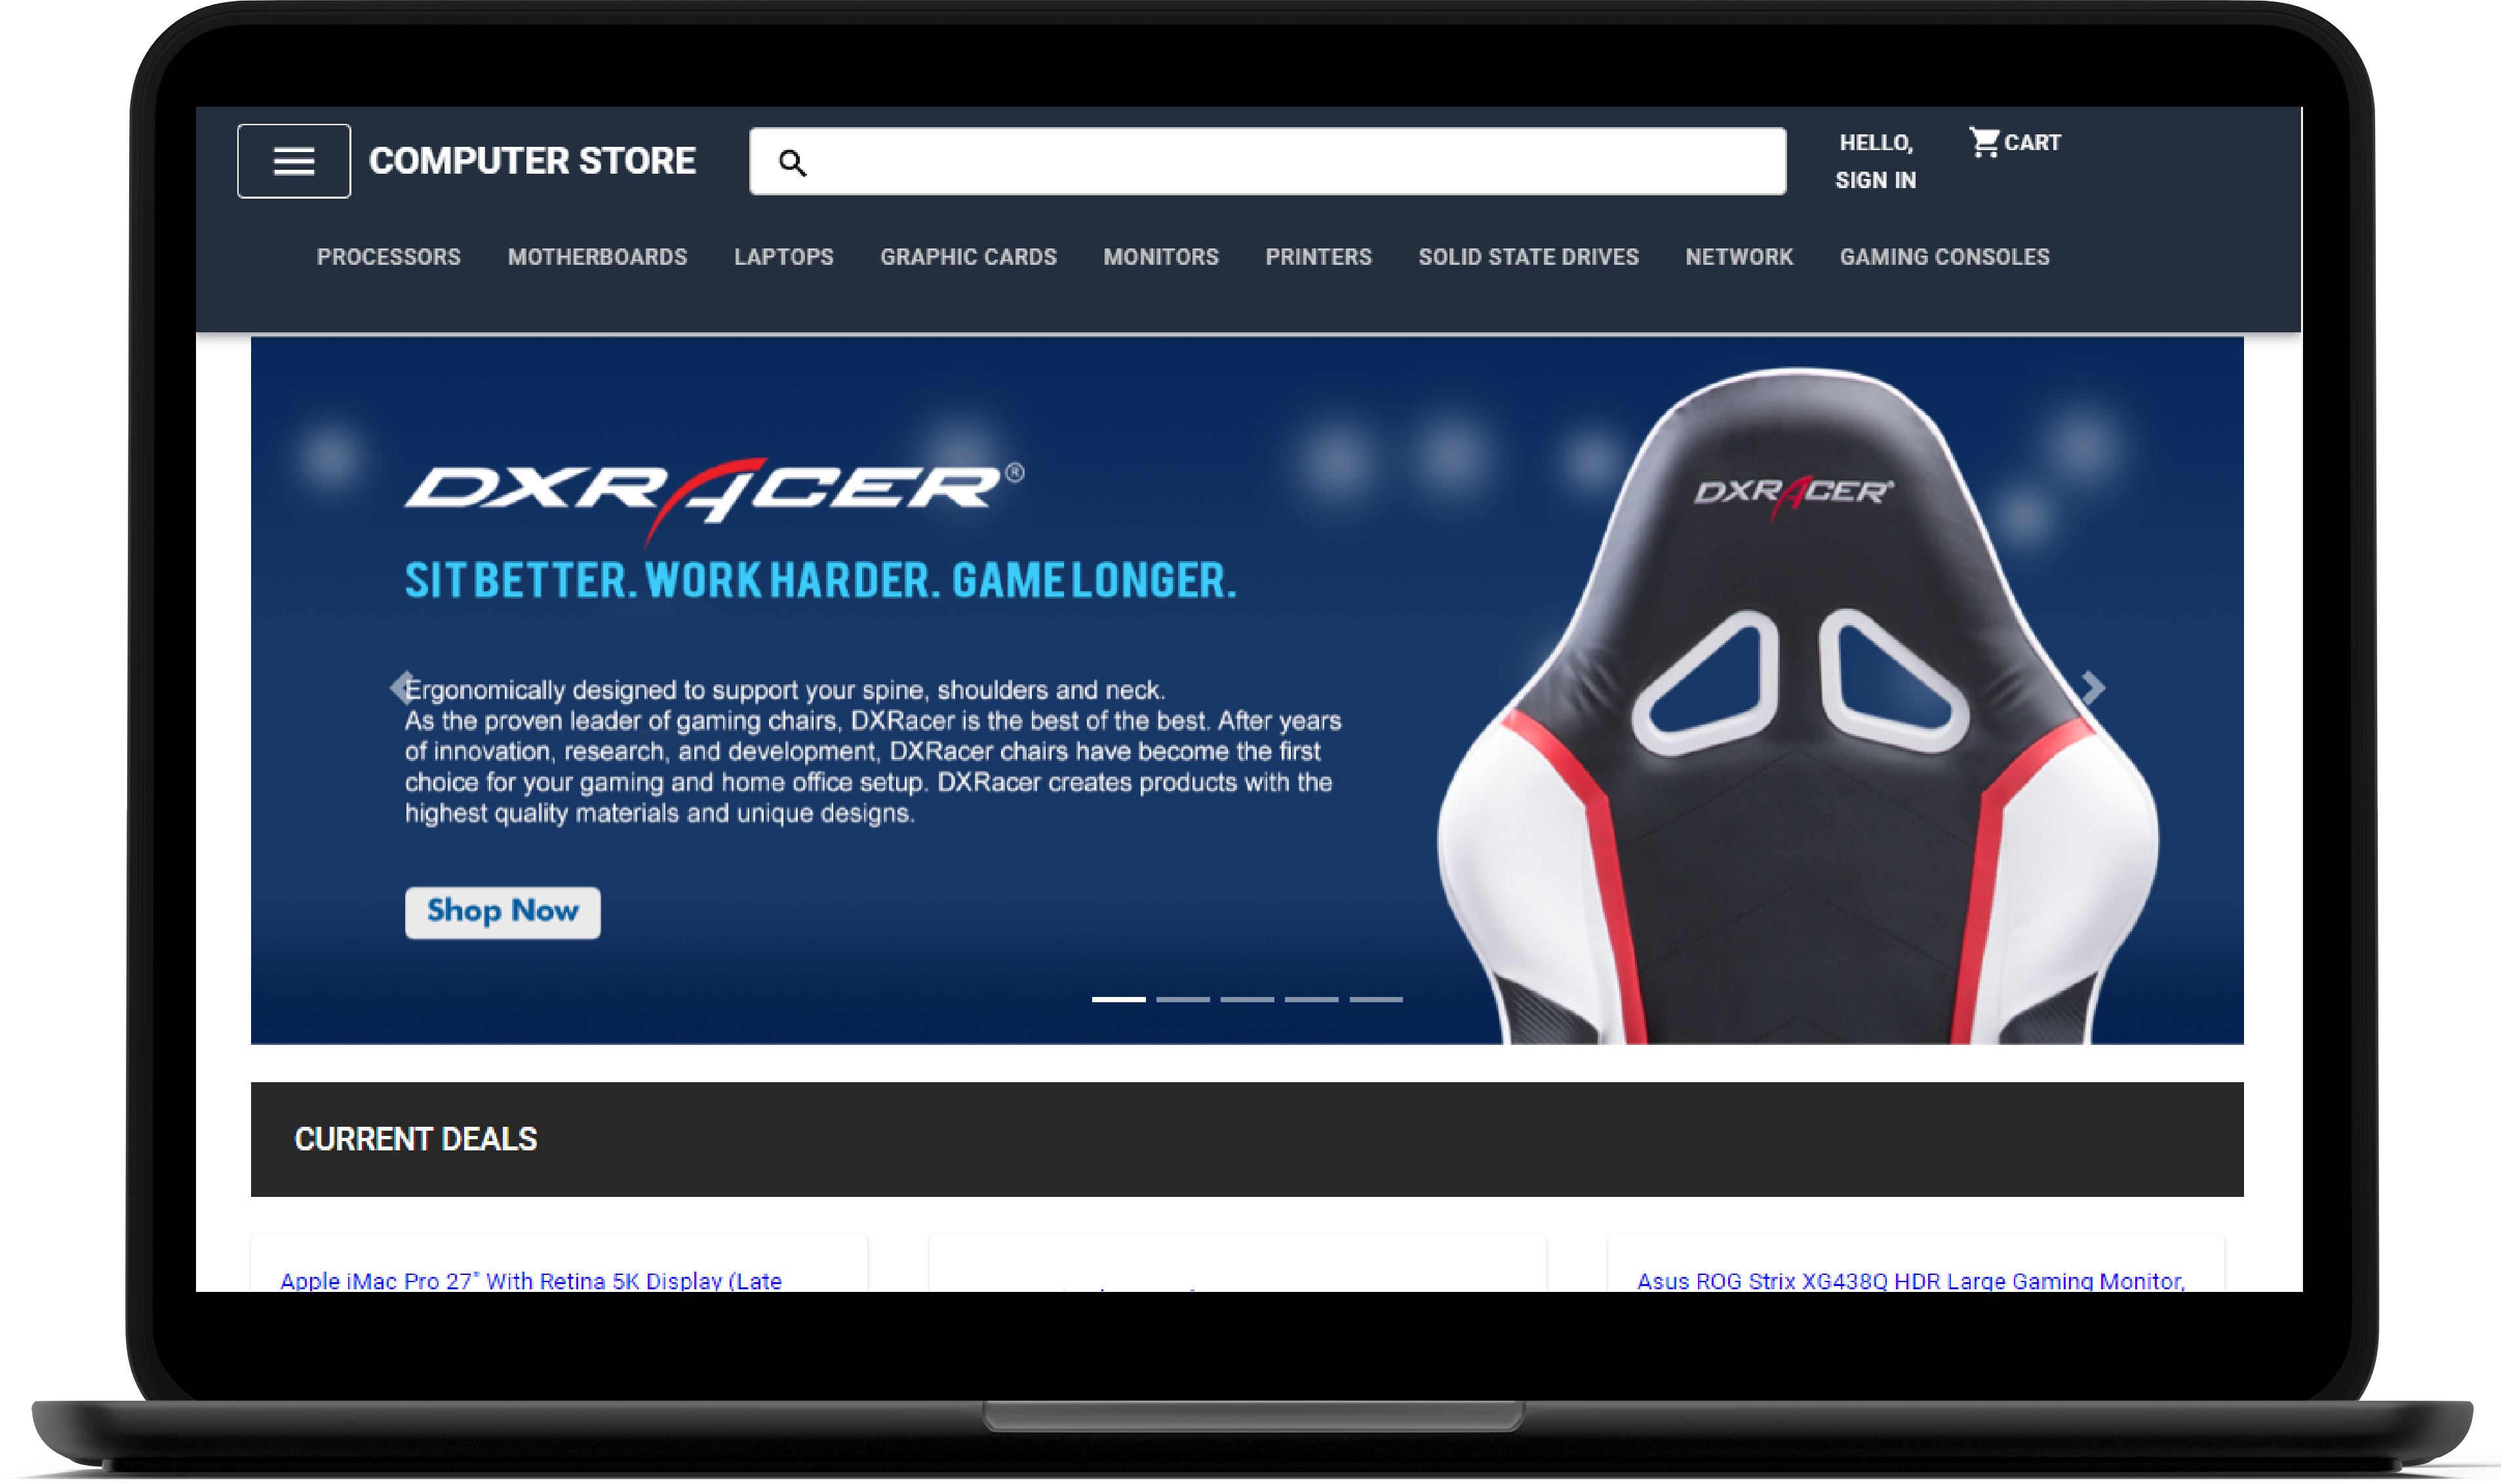 COMPUTER STORE
HELLO,
SIGN IN
CART
PROCESSORS MOTHERBOARDS LAPTOPS GRAPHIC CARDS MONITORS PRINTERS SOLID STATE DRIVES NETWORK GAMING CONSOLES
DXRACER®
SIT BETTER. WORK HARDER. GAME LONGER.
Ergonomically designed to support your spine, shoulders and neck.
As the proven leader of gaming chairs, DXRacer is the best of the best. After years
of innovation, research, and development, DXRacer chairs have become the first
choice for your gaming and home office setup. DXRacer creates products with the
highest quality materials and unique designs.
Shop Now
DXRACER
CURRENT DEALS
Apple iMac Pro 27" With Retina 5K Display (Late
Asus ROG Strix XG438Q HDR Large Gaming Monitor,